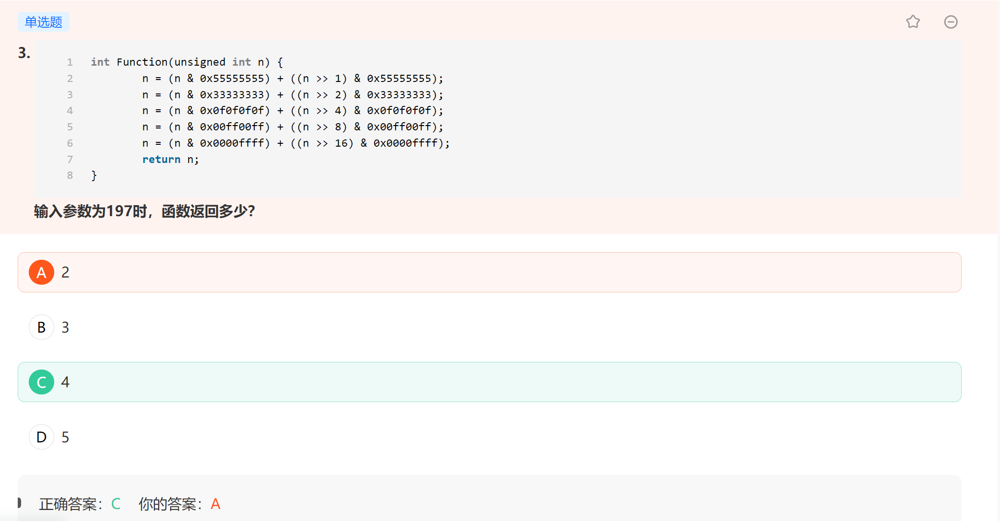 单选题
3.
1 int Function(unsigned int n) {
2 n = (n & 0x55555555) + ((n >> 1) & 0x55555555);
3 n = (n & 0x33333333) + ((n >> 2) & 0x33333333);
4 n = (n & 0x0f0f0f0f) + ((n >> 4) & 0x0f0f0f0f);
5 n = (n & 0x00ff00ff) + ((n >> 8) & 0x00ff00ff);
6 n = (n & 0x0000ffff) + ((n >> 16) & 0x0000ffff);
7 return n;
8 }
输入参数为197时，函数返回多少？
A 2
B 3
C 4
D 5
正确答案：C 你的答案：A